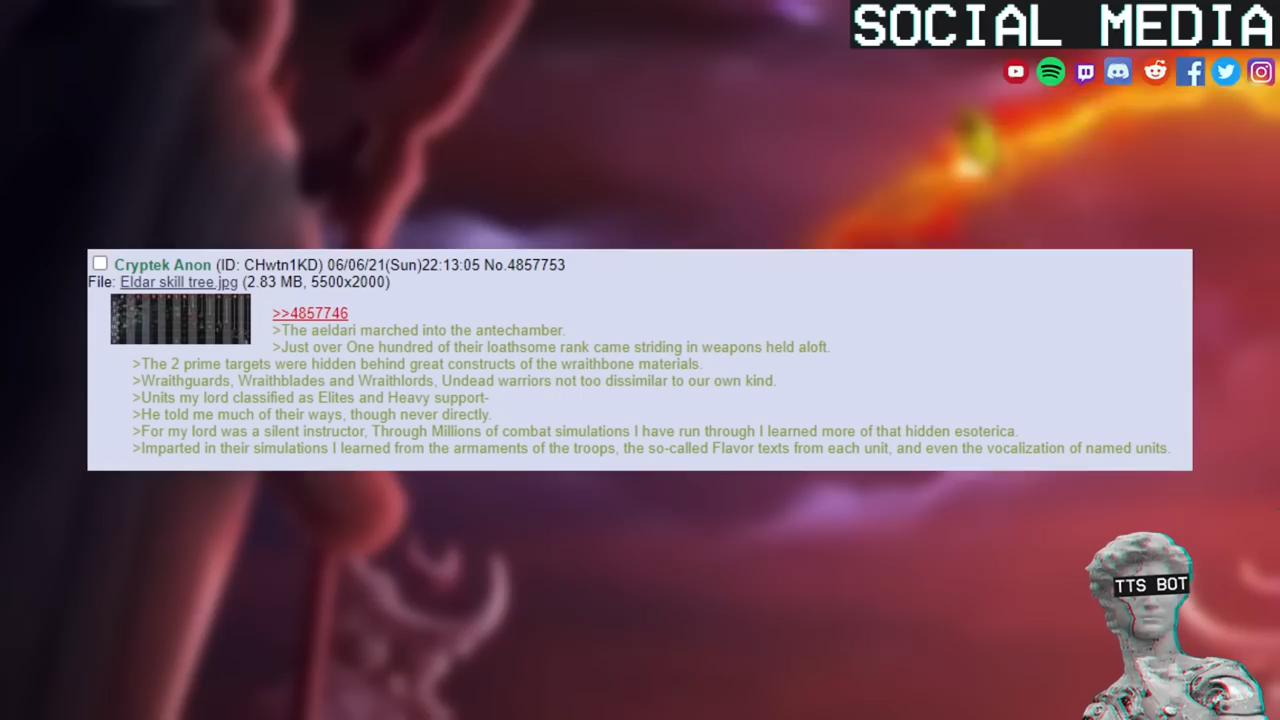 SOCIAL MEDIA
Cryptek Anon (ID: CHwtn1KD) 06/06/21(Sun)22:13:05 No.4857753
File: Eldar skill tree.jpg (2.83 MB, 5500x2000)
>>4857746
>The aeldari marched into the antechamber.
>Just over One hundred of their loathsome rank came striding in weapons held aloft.
>The 2 prime targets were hidden behind great constructs of the wraithbone materials.
>Wraithguards, Wraithblades and Wraithlords, Undead warriors not too dissimilar to our own kind.
>Units my lord classified as Elites and Heavy support-
>He told me much of their ways, though never directly.
>For my lord was a silent instructor, Through Millions of combat simulations I have run through I learned more of that hidden esoterica.
>Imparted in their simulations I learned from the armaments of the troops, the so-called Flavor texts from each unit, and even the vocalization of named units.
TTS BOT